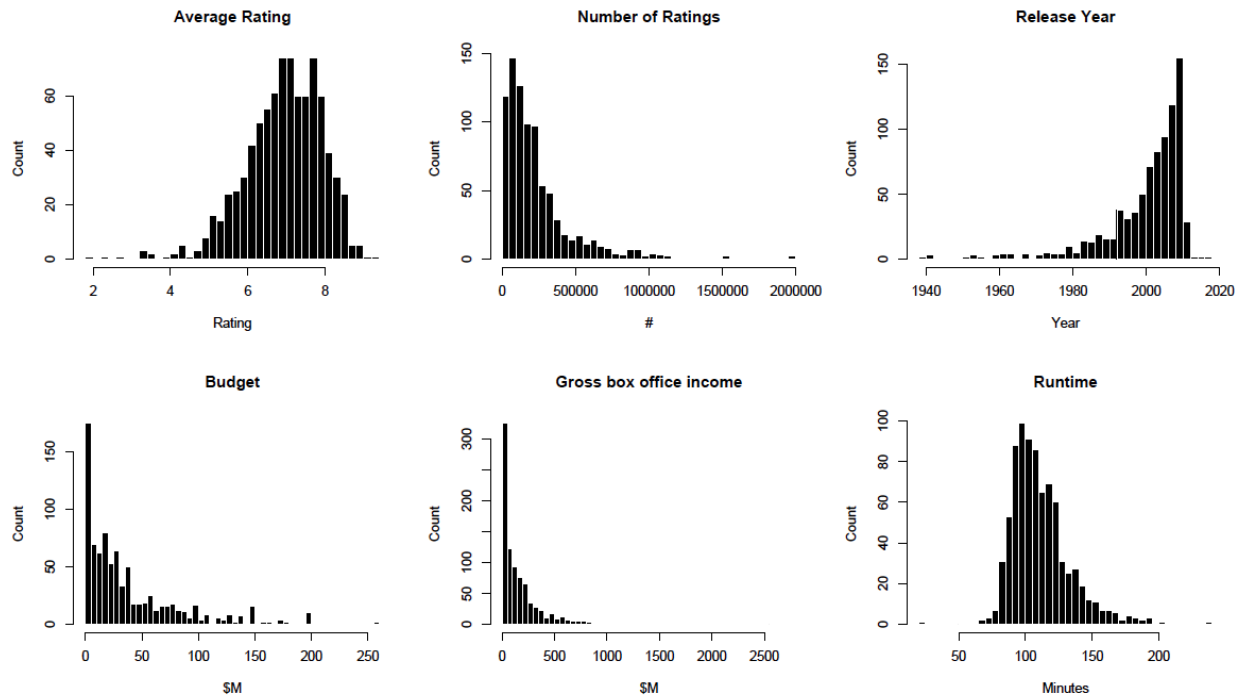 Average Rating
Count
0
20
40
60
2 4 6 8
Rating
Number of Ratings
Count
0
50
100
150
0 500000 1000000 1500000 2000000
#
Release Year
Count
0
50
100
150
1940 1960 1980 2000 2020
Year
Budget
Count
0
50
100
150
0 50 100 150 200 250
$M
Gross box office income
Count
0
50
100
200
300
0 500 1000 1500 2000 2500
$M
Runtime
Count
0
20
40
60
80
100
50 100 150 200
Minutes